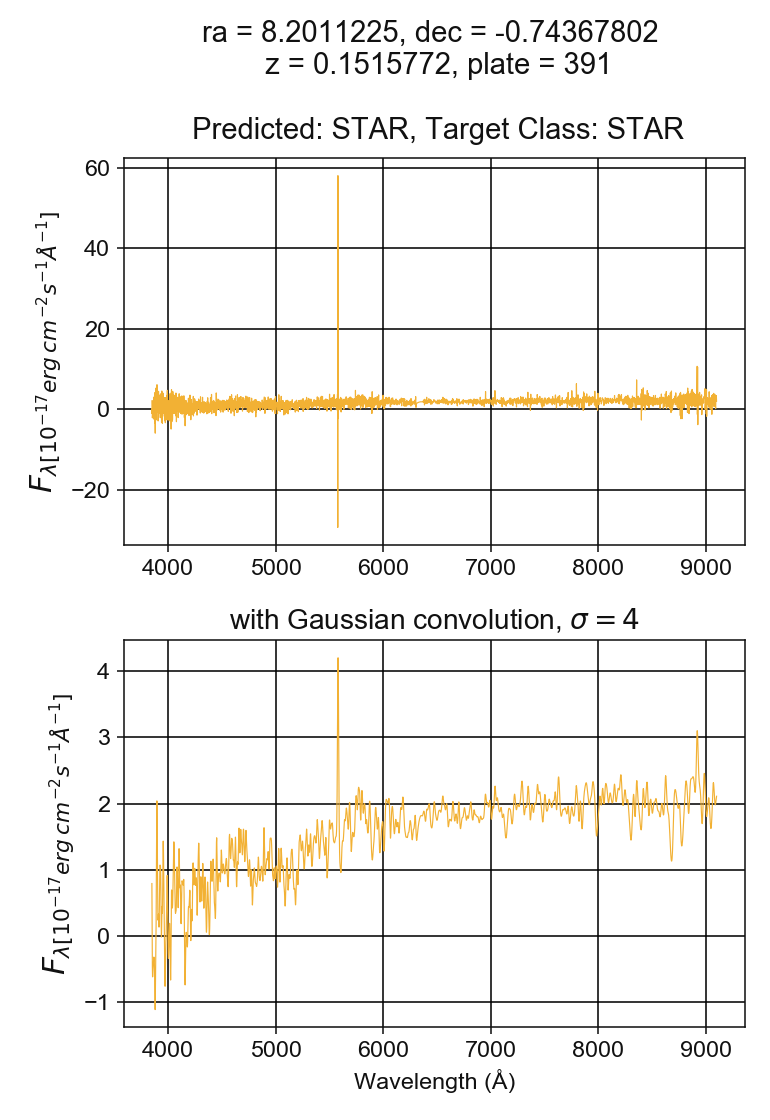 ra = 8.2011225, dec = -0.74367802
z = 0.1515772, plate = 391
Predicted: STAR, Target Class: STAR
60
40
20
0
−20
F_λ[10^−17 erg cm^−2 s^−1 Å^−1]
4000 5000 6000 7000 8000 9000
with Gaussian convolution, σ = 4
4
3
2
1
0
−1
F_λ[10^−17 erg cm^−2 s^−1 Å^−1]
4000 5000 6000 7000 8000 9000
Wavelength (Å)